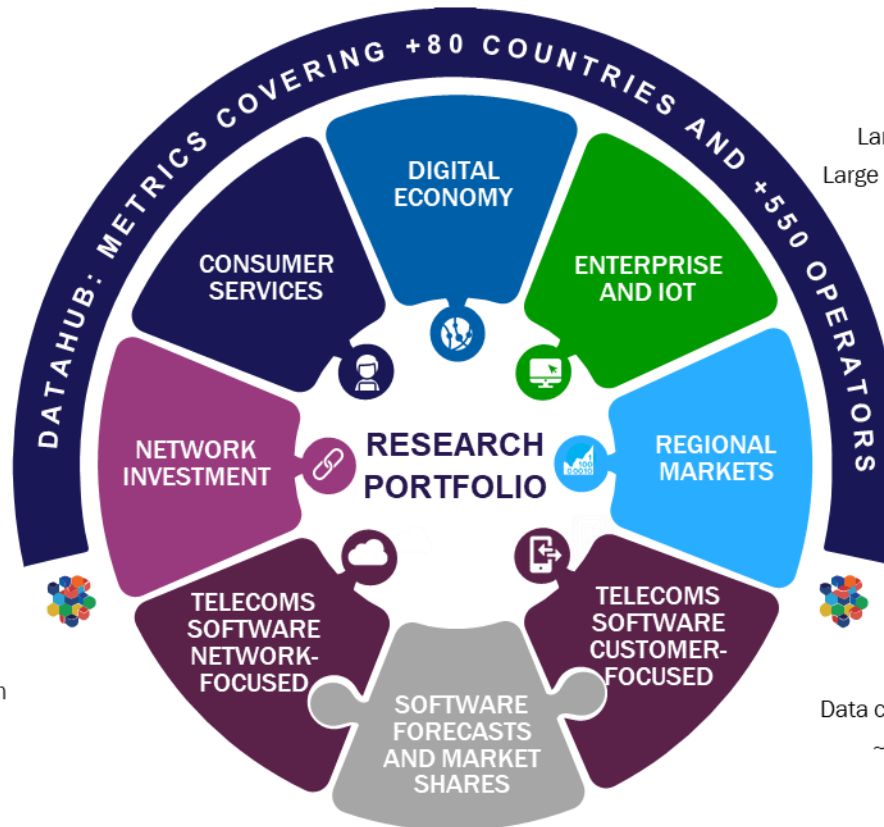 DATAHUB: METRICS COVERING +80 COUNTRIES AND +550 OPERATORS
DIGITAL
ECONOMY
CONSUMER
SERVICES
ENTERPRISE
AND IOT
NETWORK
INVESTMENT
RESEARCH
PORTFOLIO
REGIONAL
MARKETS
TELECOMS
SOFTWARE
NETWORK-
FOCUSED
TELECOMS
SOFTWARE
CUSTOMER-
FOCUSED
SOFTWARE
FORECASTS
AND MARKET
SHARES
Large
Data
~